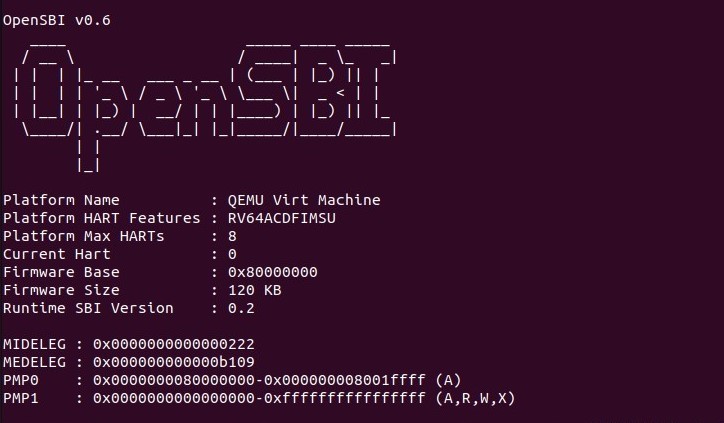 OpenSBI v0.6
   ____                    _____ ____ _____
  / __ \                  / ____|  _ \_   _|
 | |  | |_ __   ___ _ __ | (___ | |_) || |
 | |  | | '_ \ / _ \ '_ \ \___ \|  _ < | |
 | |__| | |_) |  __/ | | |____) | |_) || |_
  \____/| .__/ \___|_| |_|_____/|____/_____|
        | |
        |_|
Platform Name          : QEMU Virt Machine
Platform HART Features : RV64ACDFIMSU
Platform Max HARTs     : 8
Current Hart           : 0
Firmware Base          : 0x80000000
Firmware Size          : 120 KB
Runtime SBI Version    : 0.2
MIDELEG : 0x0000000000000222
MEDELEG : 0x000000000000b109
PMP0    : 0x0000000080000000-0x000000008001ffff (A)
PMP1    : 0x0000000000000000-0xffffffffffffffff (A,R,W,X)